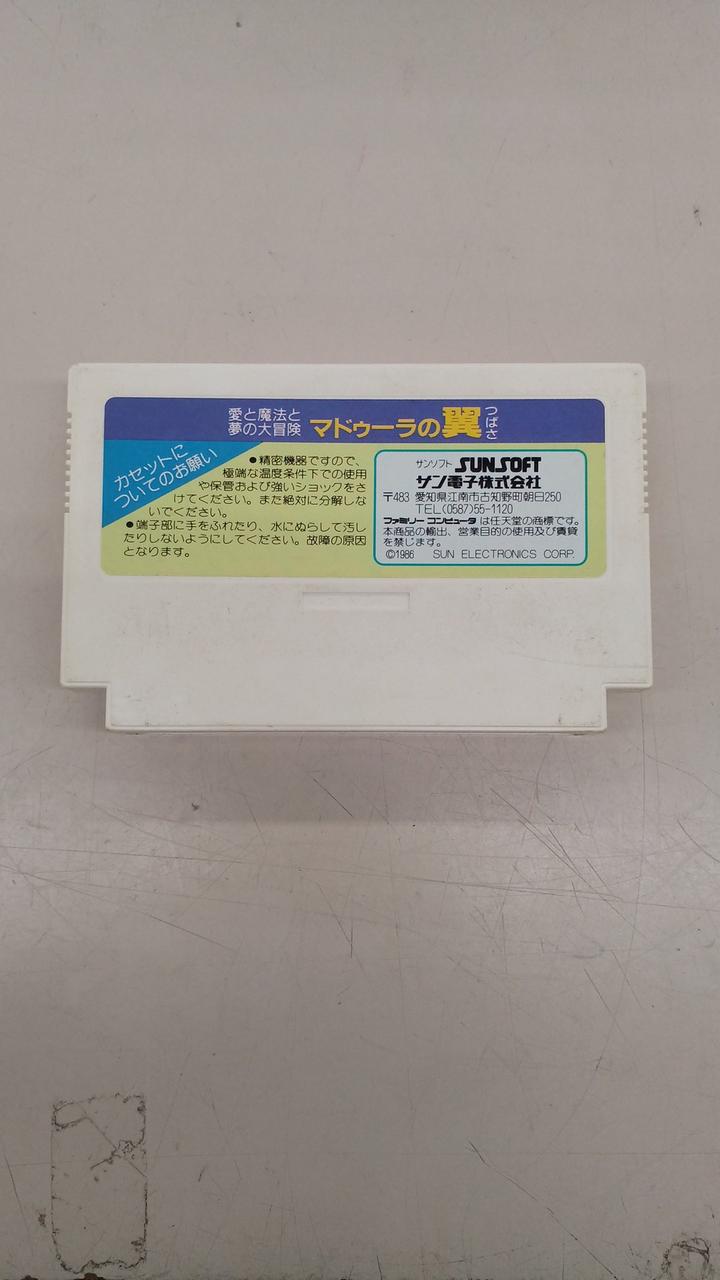 愛と魔法と
夢の大冒険
マドゥーラの翼
つばさ
カセットに
ついてのお願い
●精密機器ですので、
極端な温度条件下での使用
や保管および強いショックをさ
けてください。また絶対に分解しな
いでください。
●端子部に手をふれたり、水にぬらして汚し
たりしないようにしてください。故障の原因
となります。
サンソフト SUNSOFT
サン電子株式会社
〒483 愛知県江南市古知野町朝日250
TEL(0587)55-1120
ファミリー コンピュータ は任天堂の商標です。
本商品の輸出、営業目的の使用及び賃貸
を禁じます。
©1986 SUN ELECTRONICS CORP.